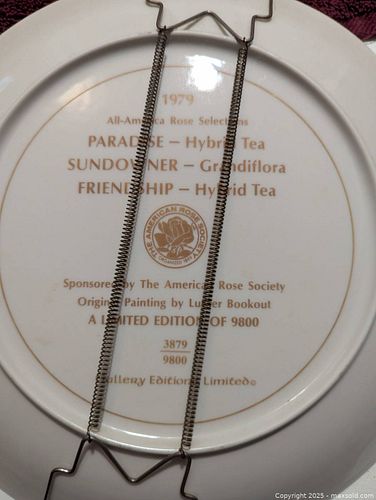 1979
All-America Rose Selections
PARADISE — Hybrid Tea
SUNDOWNER — Grandiflora
FRIENDSHIP — Hybrid Tea
THE AMERICAN ROSE SOCIETY
Sponsored by The American Rose Society
Original Painting by Luther Bookout
A LIMITED EDITION OF 9800
3879
9800
Gallery Editions Limited©
Copyright 2025 - maxsold.com